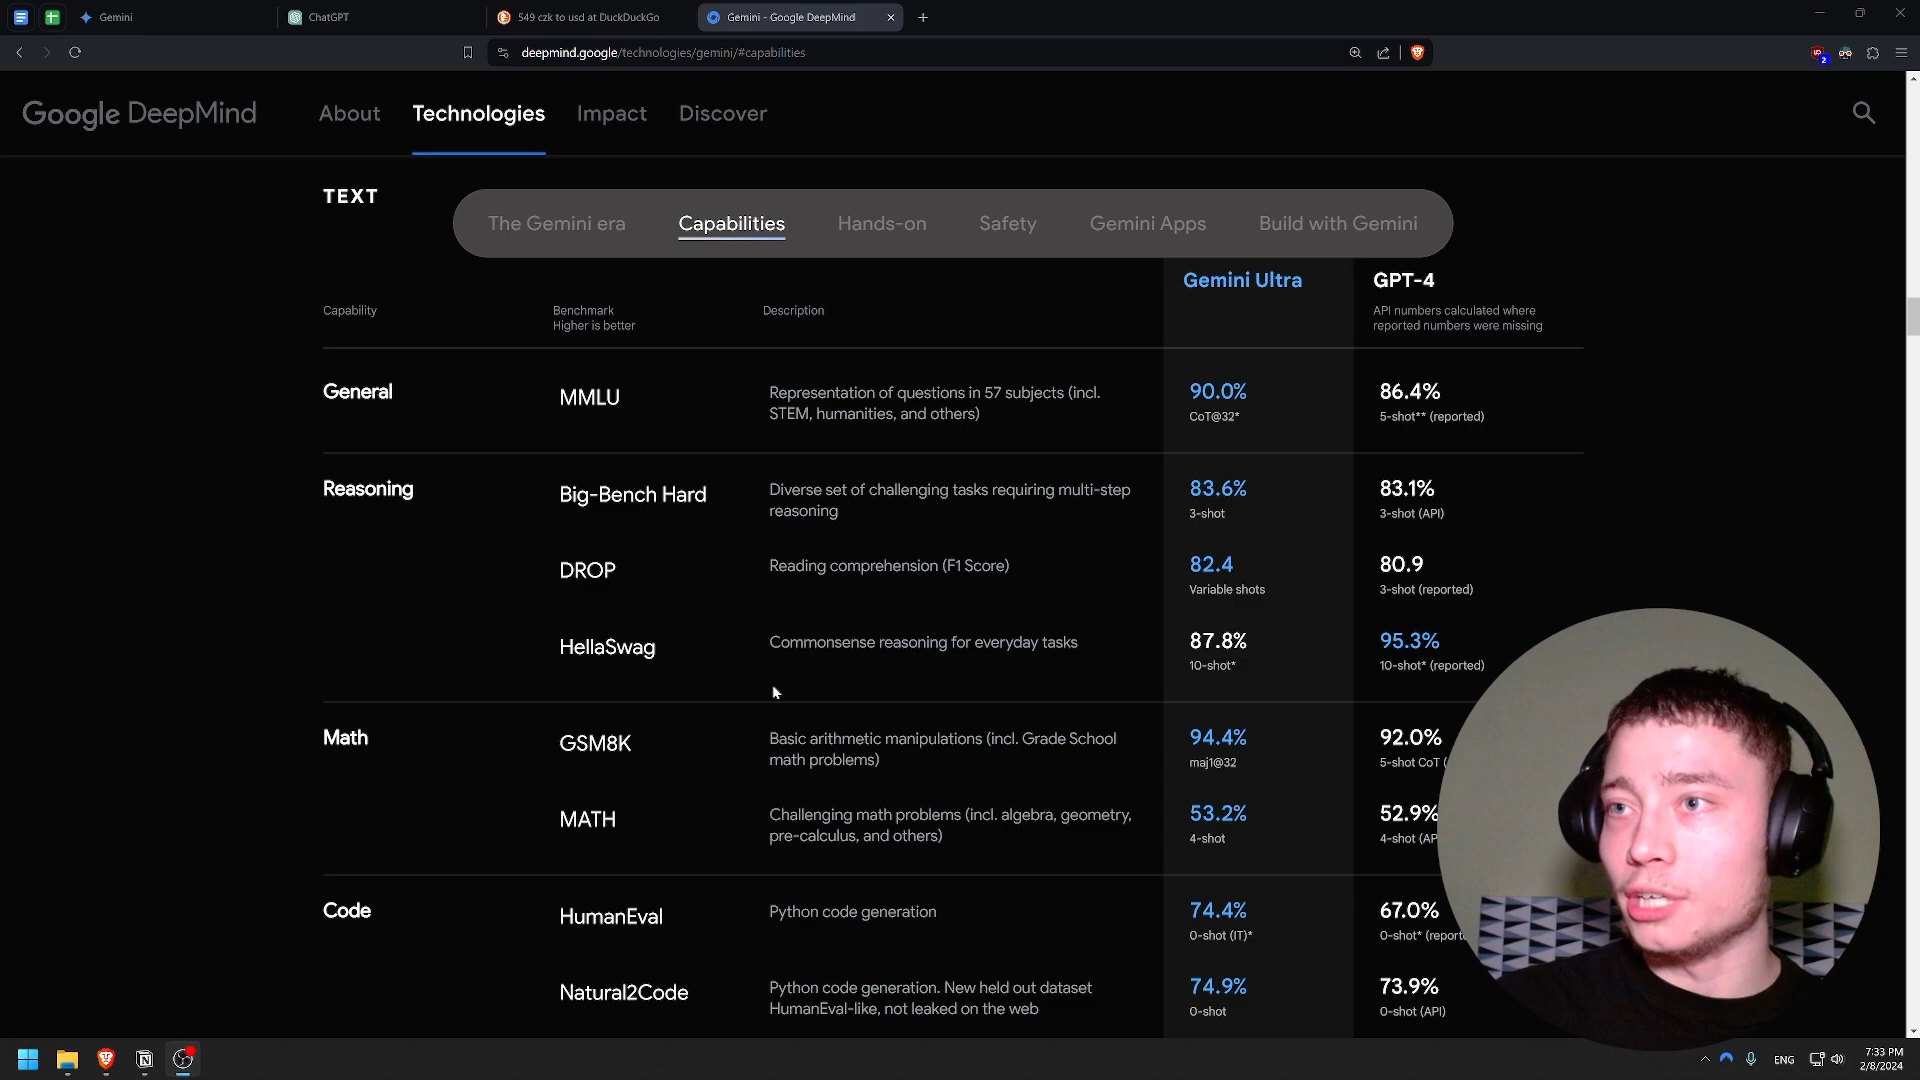 Gemini
ChatGPT
549 czk to usd at DuckDuckGo
Gemini - Google DeepMind
deepmind.google/technologies/gemini/#capabilities
2
Google DeepMind
About
Technologies
Impact
Discover
TEXT
The Gemini era
Capabilities
Hands-on
Safety
Gemini Apps
Build with Gemini
Gemini Ultra
GPT-4
Capability
Benchmark
Higher is better
Description
API numbers calculated where
reported numbers were missing
General
MMLU
Representation of questions in 57 subjects (incl.
STEM, humanities, and others)
90.0%
CoT@32*
86.4%
5-shot** (reported)
Reasoning
Big-Bench Hard
Diverse set of challenging tasks requiring multi-step
reasoning
83.6%
3-shot
83.1%
3-shot (API)
DROP
Reading comprehension (F1 Score)
82.4
Variable shots
80.9
3-shot (reported)
HellaSwag
Commonsense reasoning for everyday tasks
87.8%
10-shot*
95.3%
10-shot* (reported)
Math
GSM8K
Basic arithmetic manipulations (incl. Grade School
math problems)
94.4%
maj1@32
92.0%
5-shot CoT (
MATH
Challenging math problems (incl. algebra, geometry,
pre-calculus, and others)
53.2%
4-shot
52.9%
4-shot (AP
Code
HumanEval
Python code generation
74.4%
0-shot (IT)*
67.0%
0-shot* (report
Natural2Code
Python code generation. New held out dataset
HumanEval-like, not leaked on the web
74.9%
0-shot
73.9%
0-shot (API)
ENG
7:33 PM
2/8/2024